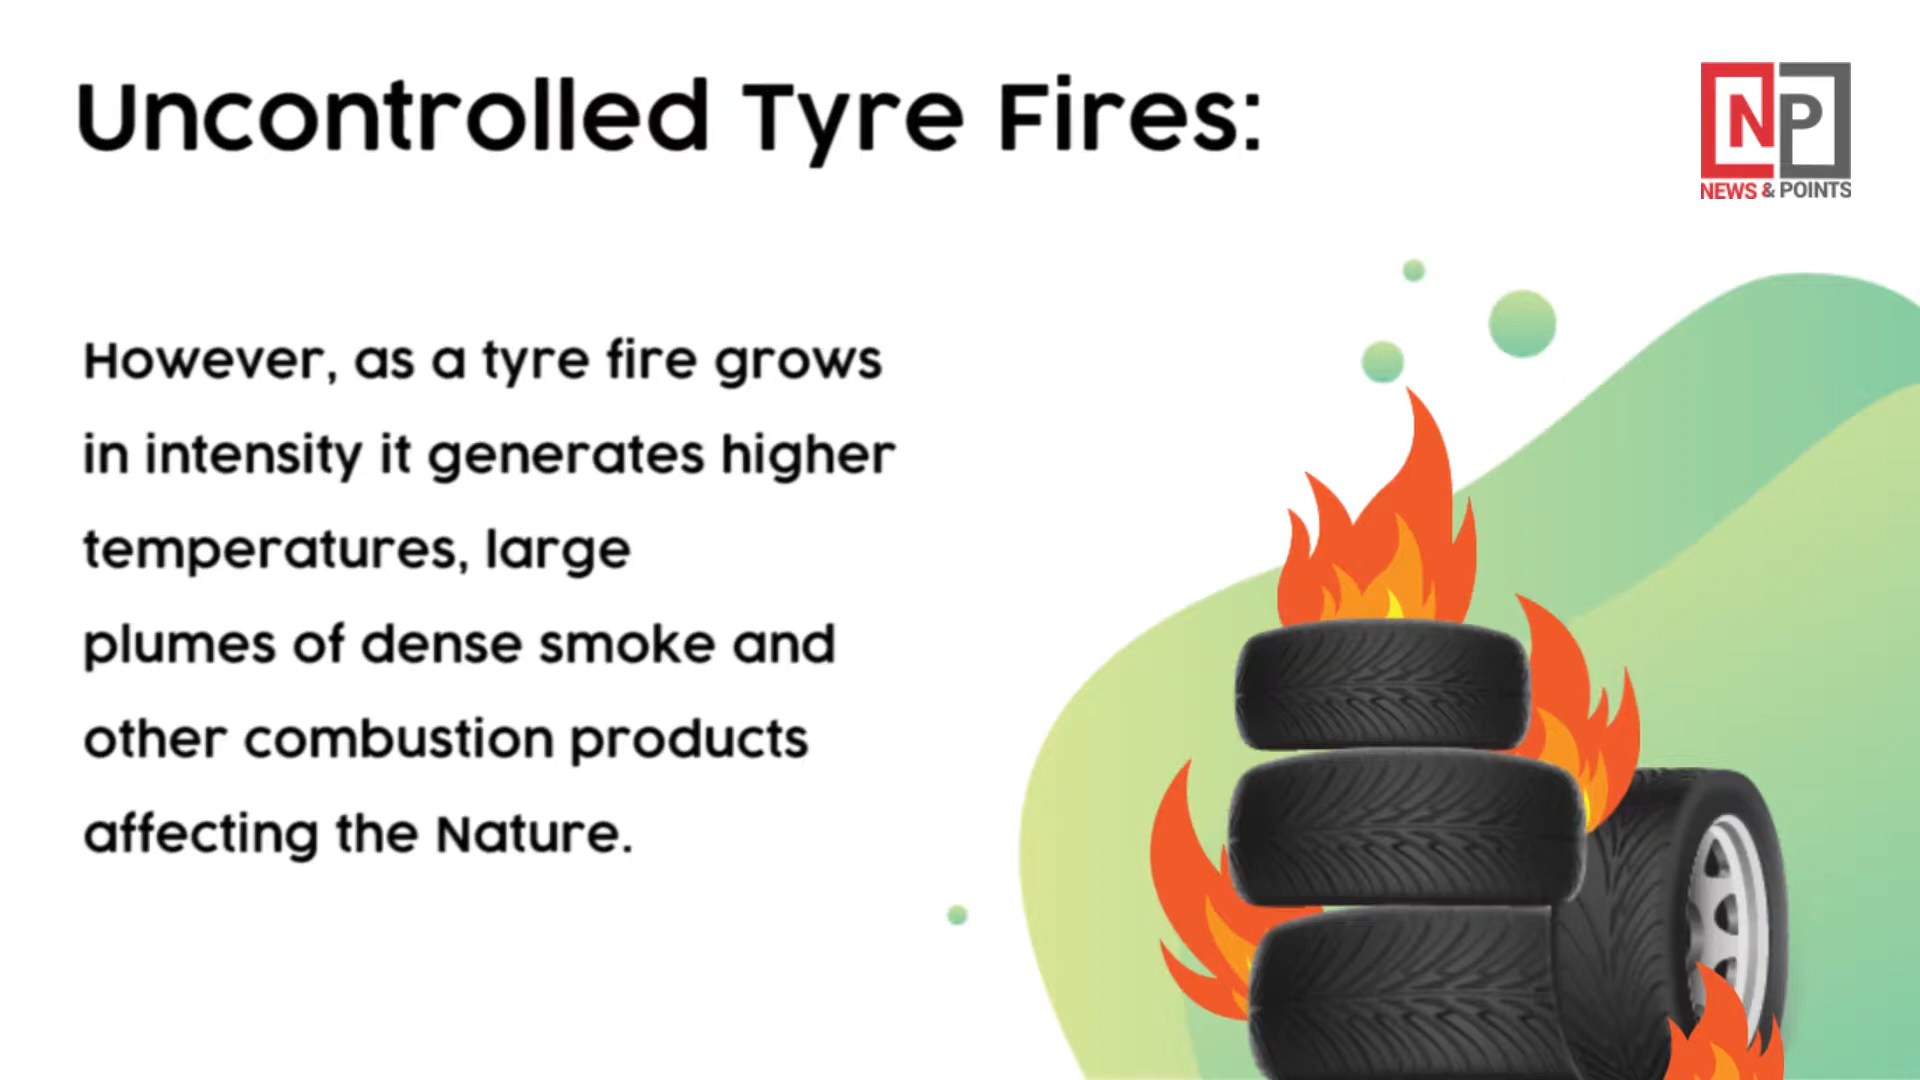 Uncontrolled Tyre Fires:
NP
NEWS & POINTS
However, as a tyre fire grows
in intensity it generates higher
temperatures, large
plumes of dense smoke and
other combustion products
affecting the Nature.